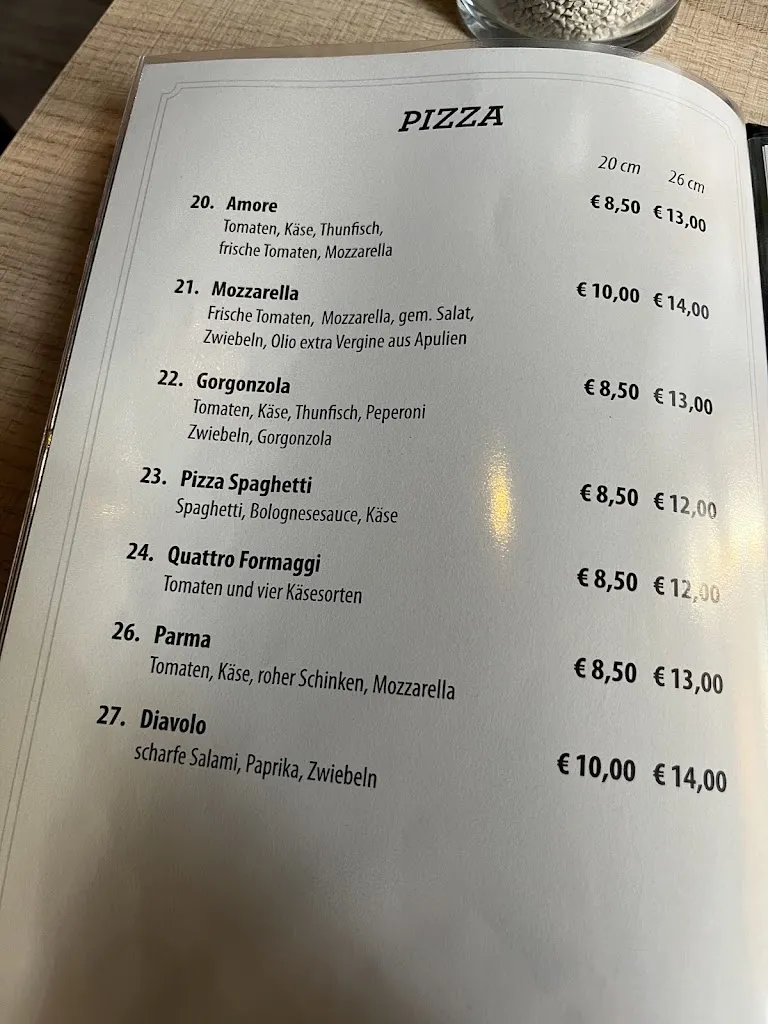 PIZZA
20 cm 26 cm
20. Amore € 8,50 € 13,00
Tomaten, Käse, Thunfisch,
frische Tomaten, Mozzarella
21. Mozzarella € 10,00 € 14,00
Frische Tomaten, Mozzarella, gem. Salat,
Zwiebeln, Olio extra Vergine aus Apulien
22. Gorgonzola € 8,50 € 13,00
Tomaten, Käse, Thunfisch, Peperoni
Zwiebeln, Gorgonzola
23. Pizza Spaghetti € 8,50 € 12,00
Spaghetti, Bolognesesauce, Käse
24. Quattro Formaggi € 8,50 € 12,00
Tomaten und vier Käsesorten
26. Parma € 8,50 € 13,00
Tomaten, Käse, roher Schinken, Mozzarella
27. Diavolo € 10,00 € 14,00
scharfe Salami, Paprika, Zwiebeln